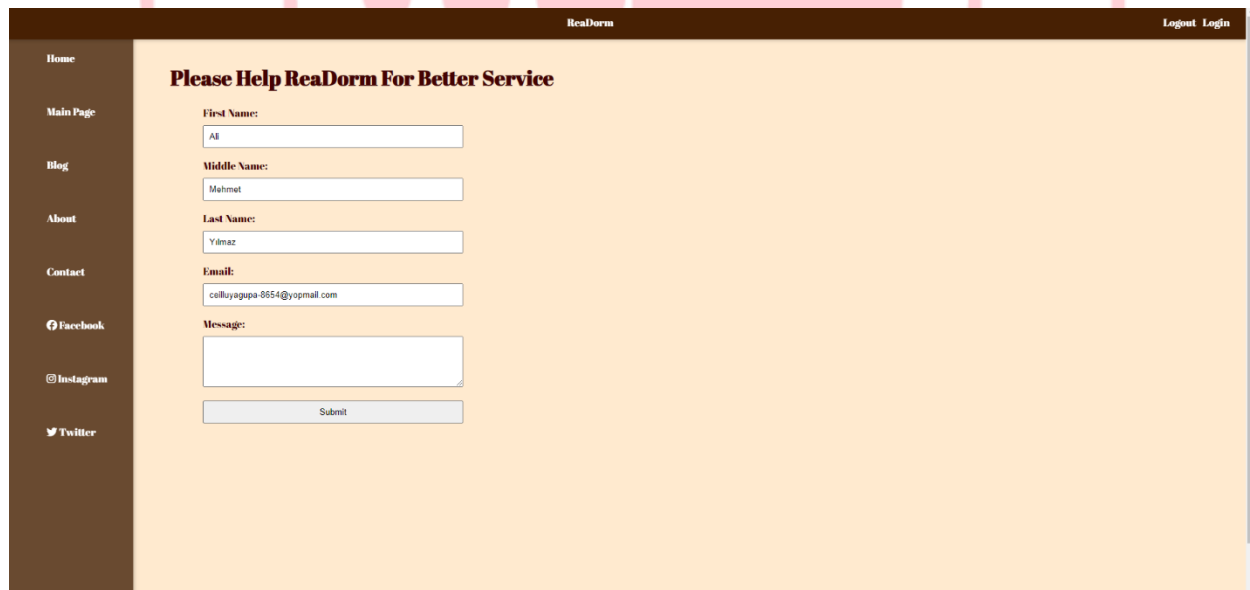 ReaDorm
Logout Login
Home
Main Page
Blog
About
Contact
Facebook
Instagram
Twitter
Please Help ReaDorm For Better Service
First Name:
Ali
Middle Name:
Mehmet
Last Name:
Yılmaz
Email:
ceilluyagupa-8654@yopmail.com
Message:
Submit